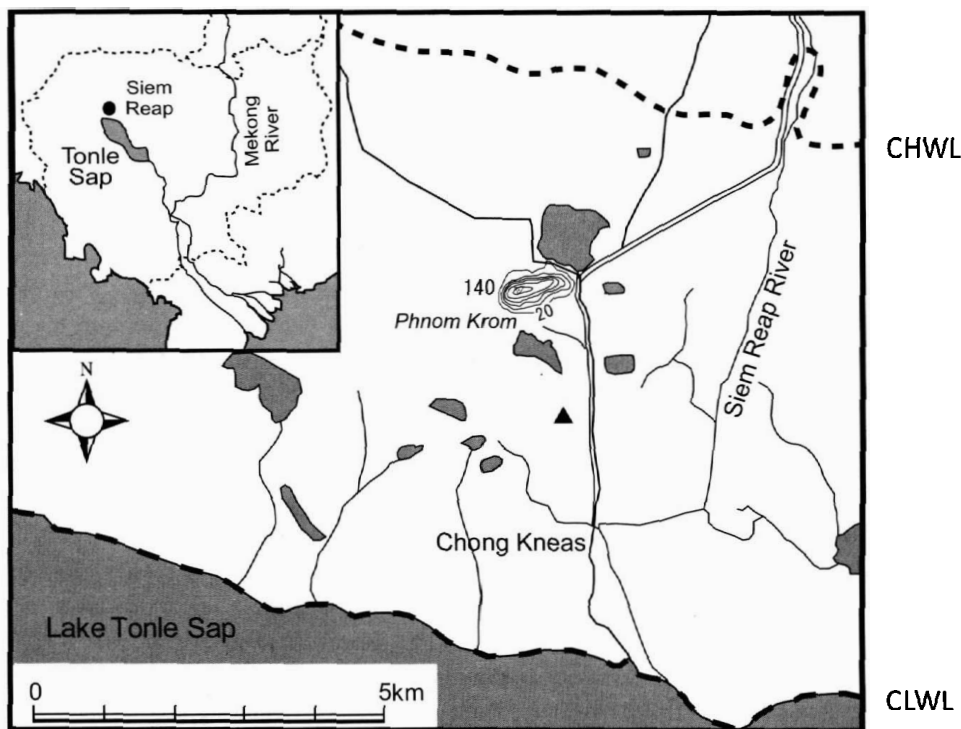 Siem
Reap
Tonle
Sap
Mekong
River
CHWL
140
20
Phnom Krom
Siem Reap River
N
Chong Kneas
Lake Tonle Sap
0
5km
CLWL